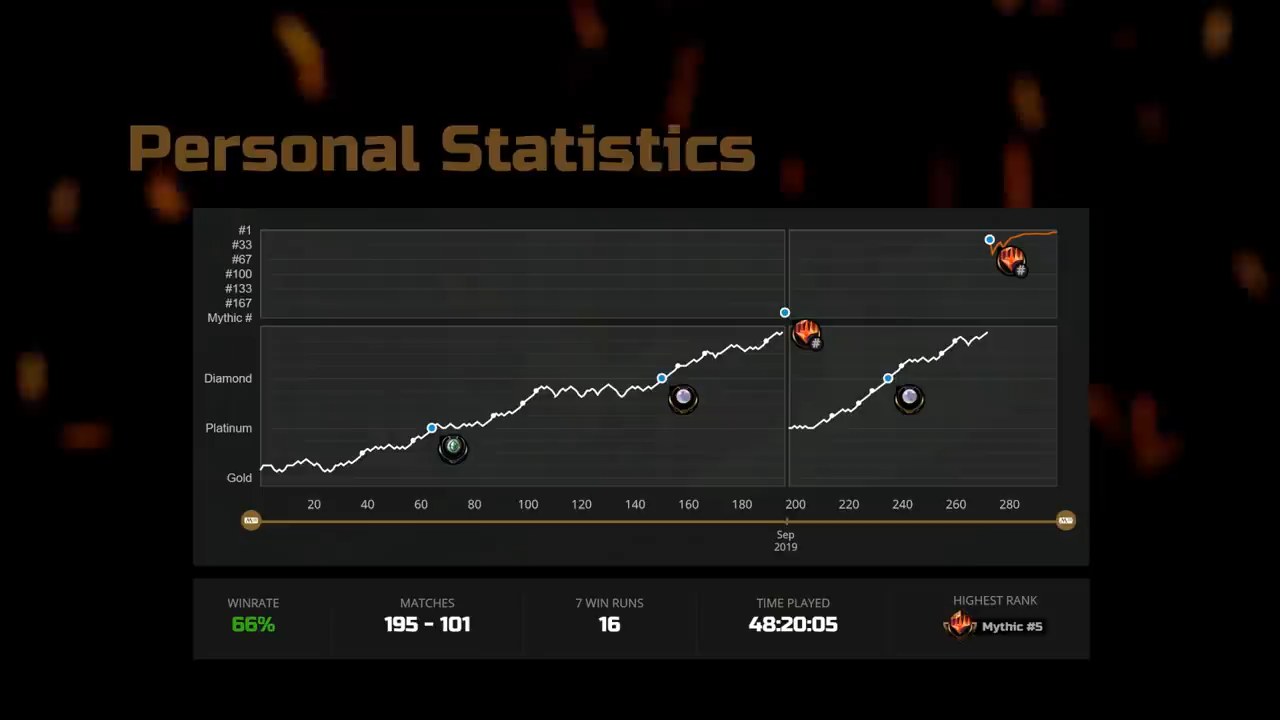 Personal Statistics
#1
#33
#67
#100
#133
#167
Mythic #
#
#
Diamond
Platinum
Gold
20 40 60 80 100 120 140 160 180 200 220 240 260 280
Sep
2019
WINRATE MATCHES 7 WIN RUNS TIME PLAYED HIGHEST RANK
66% 195 - 101 16 48:20:05 Mythic #5